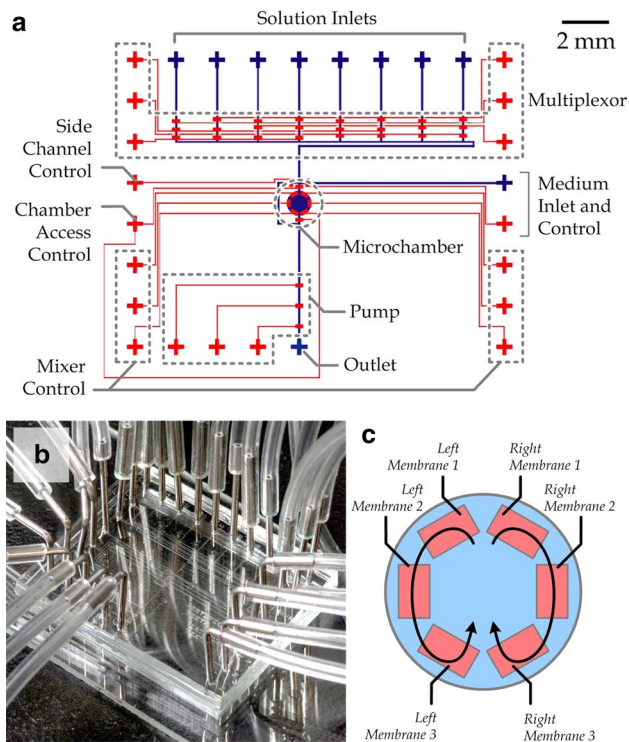 a
Solution Inlets
2 mm
Multiplexor
Side
Channel
Control
Chamber
Access
Control
Medium
Inlet and
Control
Microchamber
Pump
Mixer
Control
Outlet
b
c
Left
Membrane 1
Right
Membrane 1
Left
Membrane 2
Right
Membrane 2
Left
Membrane 3
Right
Membrane 3